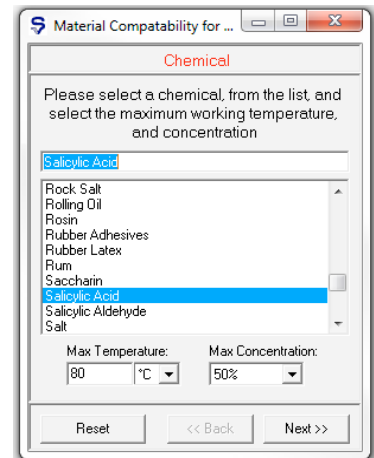 Material Compatability for ...
Chemical
Please select a chemical, from the list, and
select the maximum working temperature,
and concentration
Salicylic Acid
Rock Salt
Rolling Oil
Rosin
Rubber Adhesives
Rubber Latex
Rum
Saccharin
Salicylic Acid
Salicylic Aldehyde
Salt
Max Temperature: Max Concentration:
80 °C 50%
Reset << Back Next >>